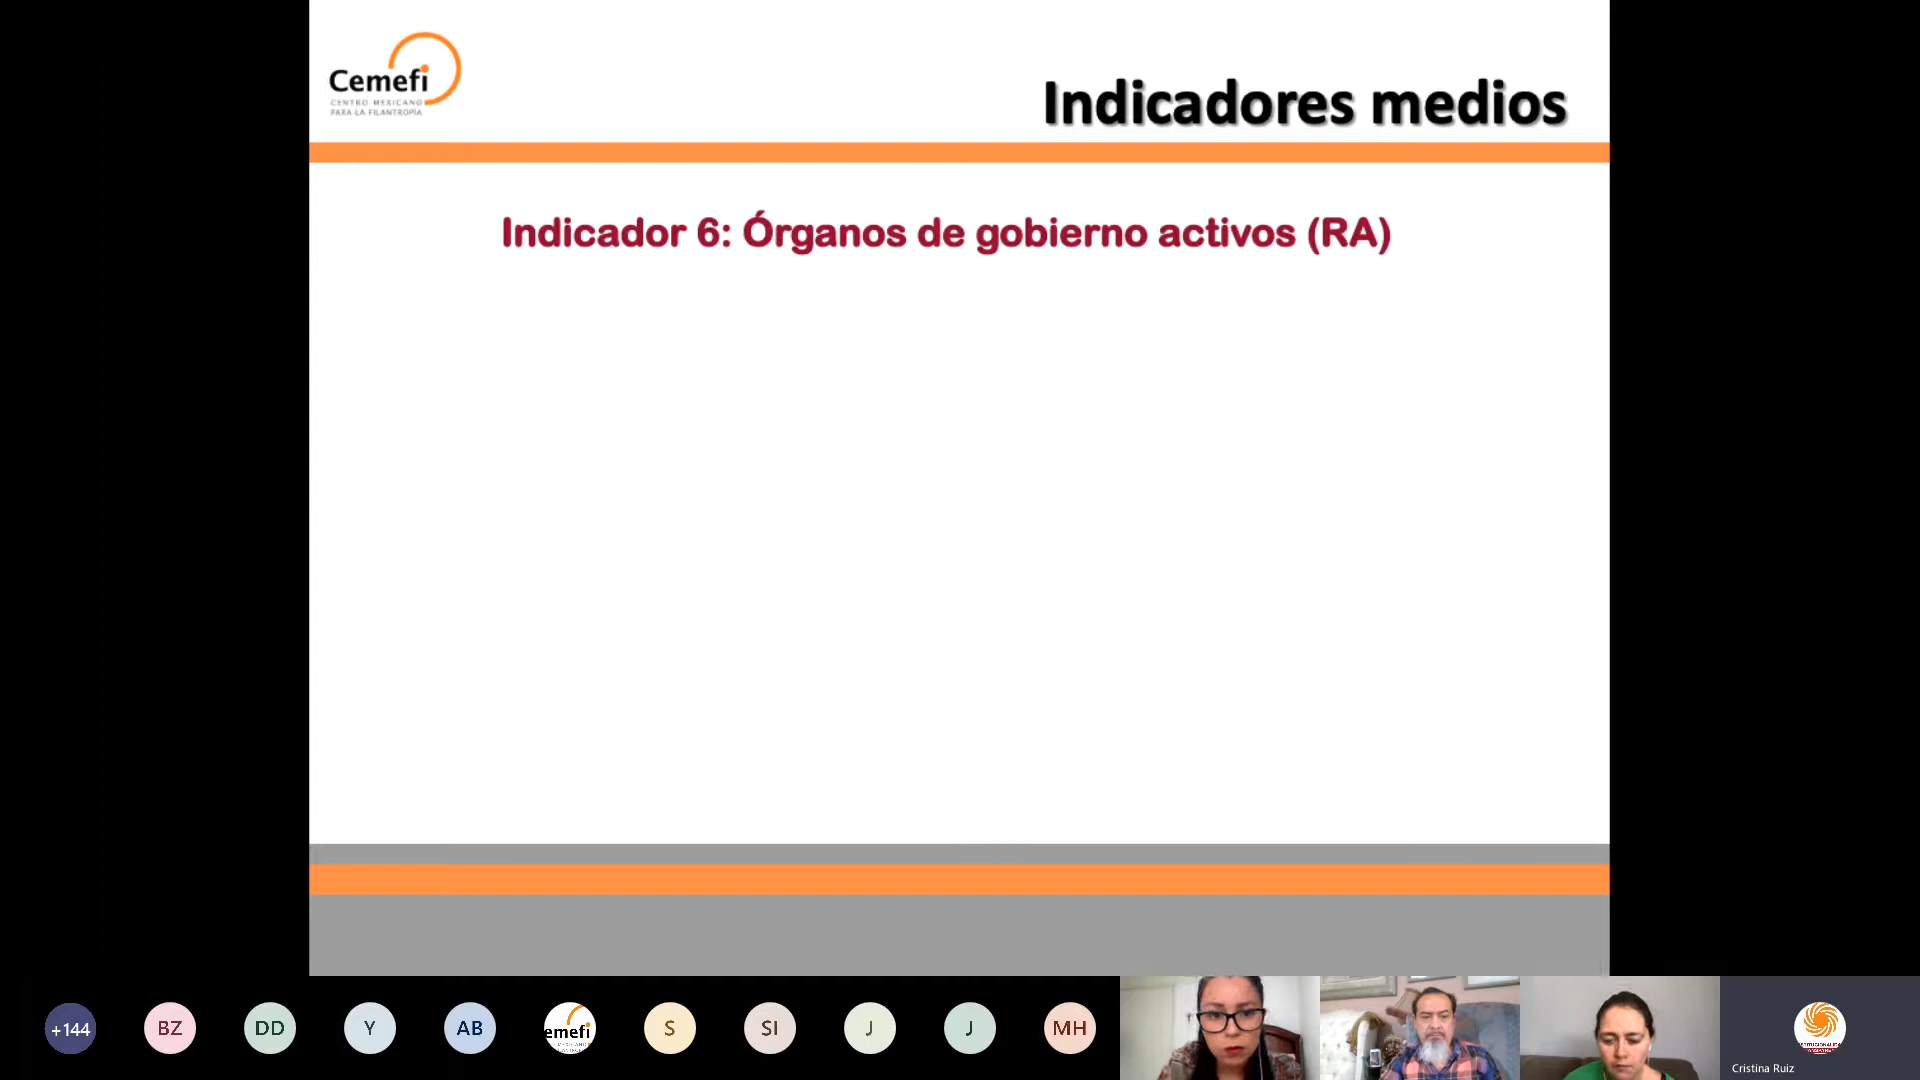 Cemefi
CENTRO MEXICANO
PARA LA FILANTROPÍA
Indicadores medios
Indicador 6: Órganos de gobierno activos (RA)
+144
BZ
DD
Y
AB
emefi
S
SI
J
J
MH
Cristina Ruiz